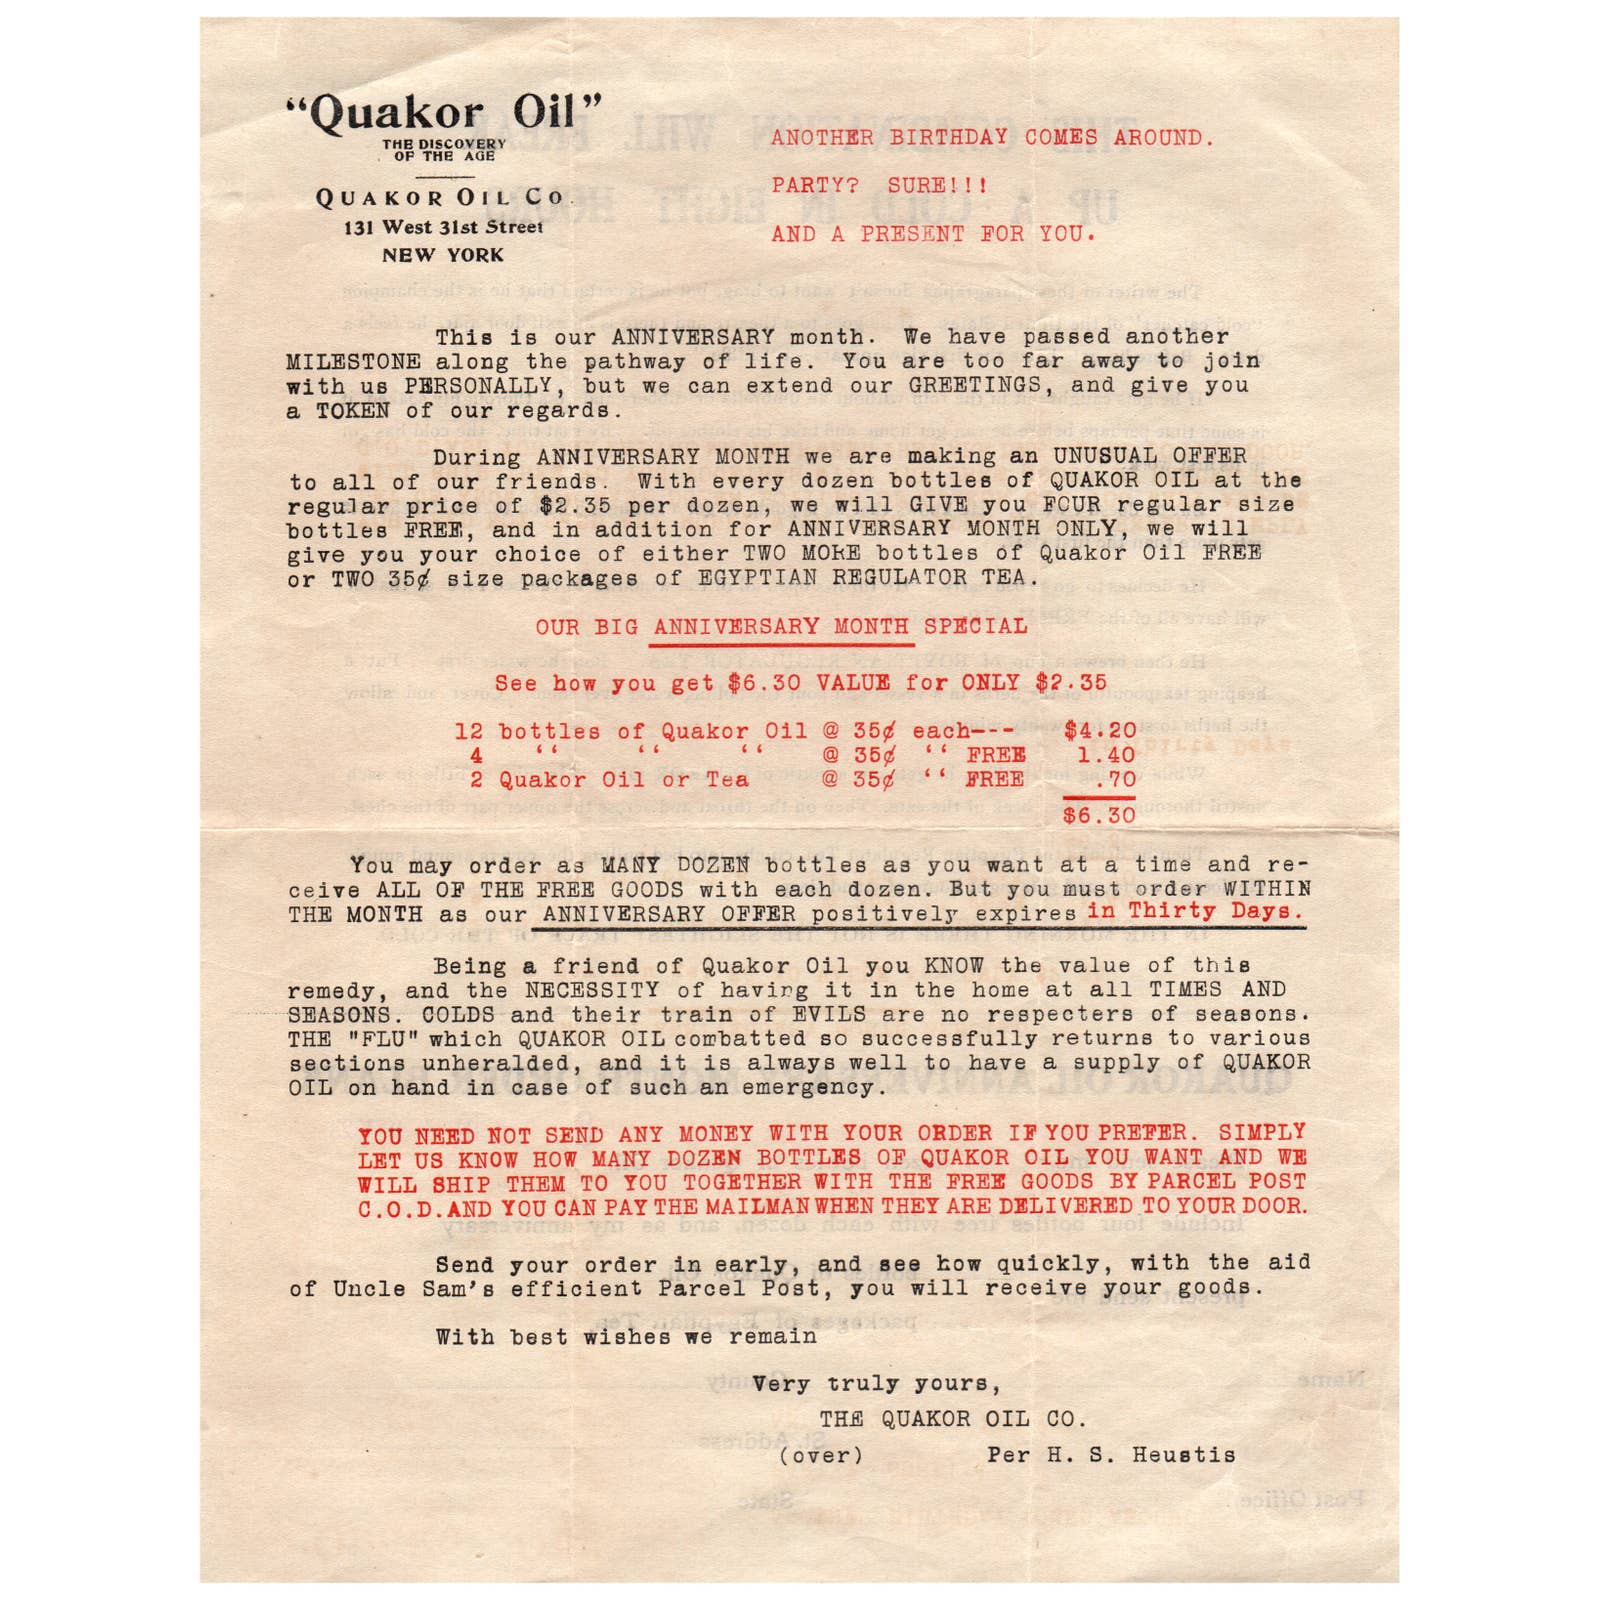 “Quakor Oil”
THE DISCOVERY
OF THE AGE
QUAKOR OIL CO.
131 West 31st Street
NEW YORK
ANOTHER BIRTHDAY COMES AROUND.
PARTY? SURE!!!
AND A PRESENT FOR YOU.
This is our ANNIVERSARY month. We have passed another
MILESTONE along the pathway of life. You are too far away to join
with us PERSONALLY, but we can extend our GREETINGS, and give you
a TOKEN of our regards.
During ANNIVERSARY MONTH we are making an UNUSUAL OFFER
to all of our friends. With every dozen bottles of QUAKOR OIL at the
regular price of $2.35 per dozen, we will GIVE you FOUR regular size
bottles FREE, and in addition for ANNIVERSARY MONTH ONLY, we will
give you your choice of either TWO MORE bottles of Quakor Oil FREE
or TWO 35¢ size packages of EGYPTIAN REGULATOR TEA.
OUR BIG ANNIVERSARY MONTH SPECIAL
See how you get $6.30 VALUE for ONLY $2.35
12 bottles of Quakor Oil @ 35¢ each--- $4.20
4 “ “ “ @ 35¢ “ FREE 1.40
2 Quakor Oil or Tea @ 35¢ “ FREE .70
$6.30
You may order as MANY DOZEN bottles as you want at a time and re-
ceive ALL OF THE FREE GOODS with each dozen. But you must order WITHIN
THE MONTH as our ANNIVERSARY OFFER positively expires in Thirty Days.
Being a friend of Quakor Oil you KNOW the value of this
remedy, and the NECESSITY of having it in the home at all TIMES AND
SEASONS. COLDS and their train of EVILS are no respecters of seasons.
THE "FLU" which QUAKOR OIL combatted so successfully returns to various
sections unheralded, and it is always well to have a supply of QUAKOR
OIL on hand in case of such an emergency.
YOU NEED NOT SEND ANY MONEY WITH YOUR ORDER IF YOU PREFER. SIMPLY
LET US KNOW HOW MANY DOZEN BOTTLES OF QUAKOR OIL YOU WANT AND WE
WILL SHIP THEM TO YOU TOGETHER WITH THE FREE GOODS BY PARCEL POST
C.O.D. AND YOU CAN PAY THE MAILMAN WHEN THEY ARE DELIVERED TO YOUR DOOR.
Send your order in early, and see how quickly, with the aid
of Uncle Sam's efficient Parcel Post, you will receive your goods.
With best wishes we remain
Very truly yours,
THE QUAKOR OIL CO.
(over) Per H. S. Heustis